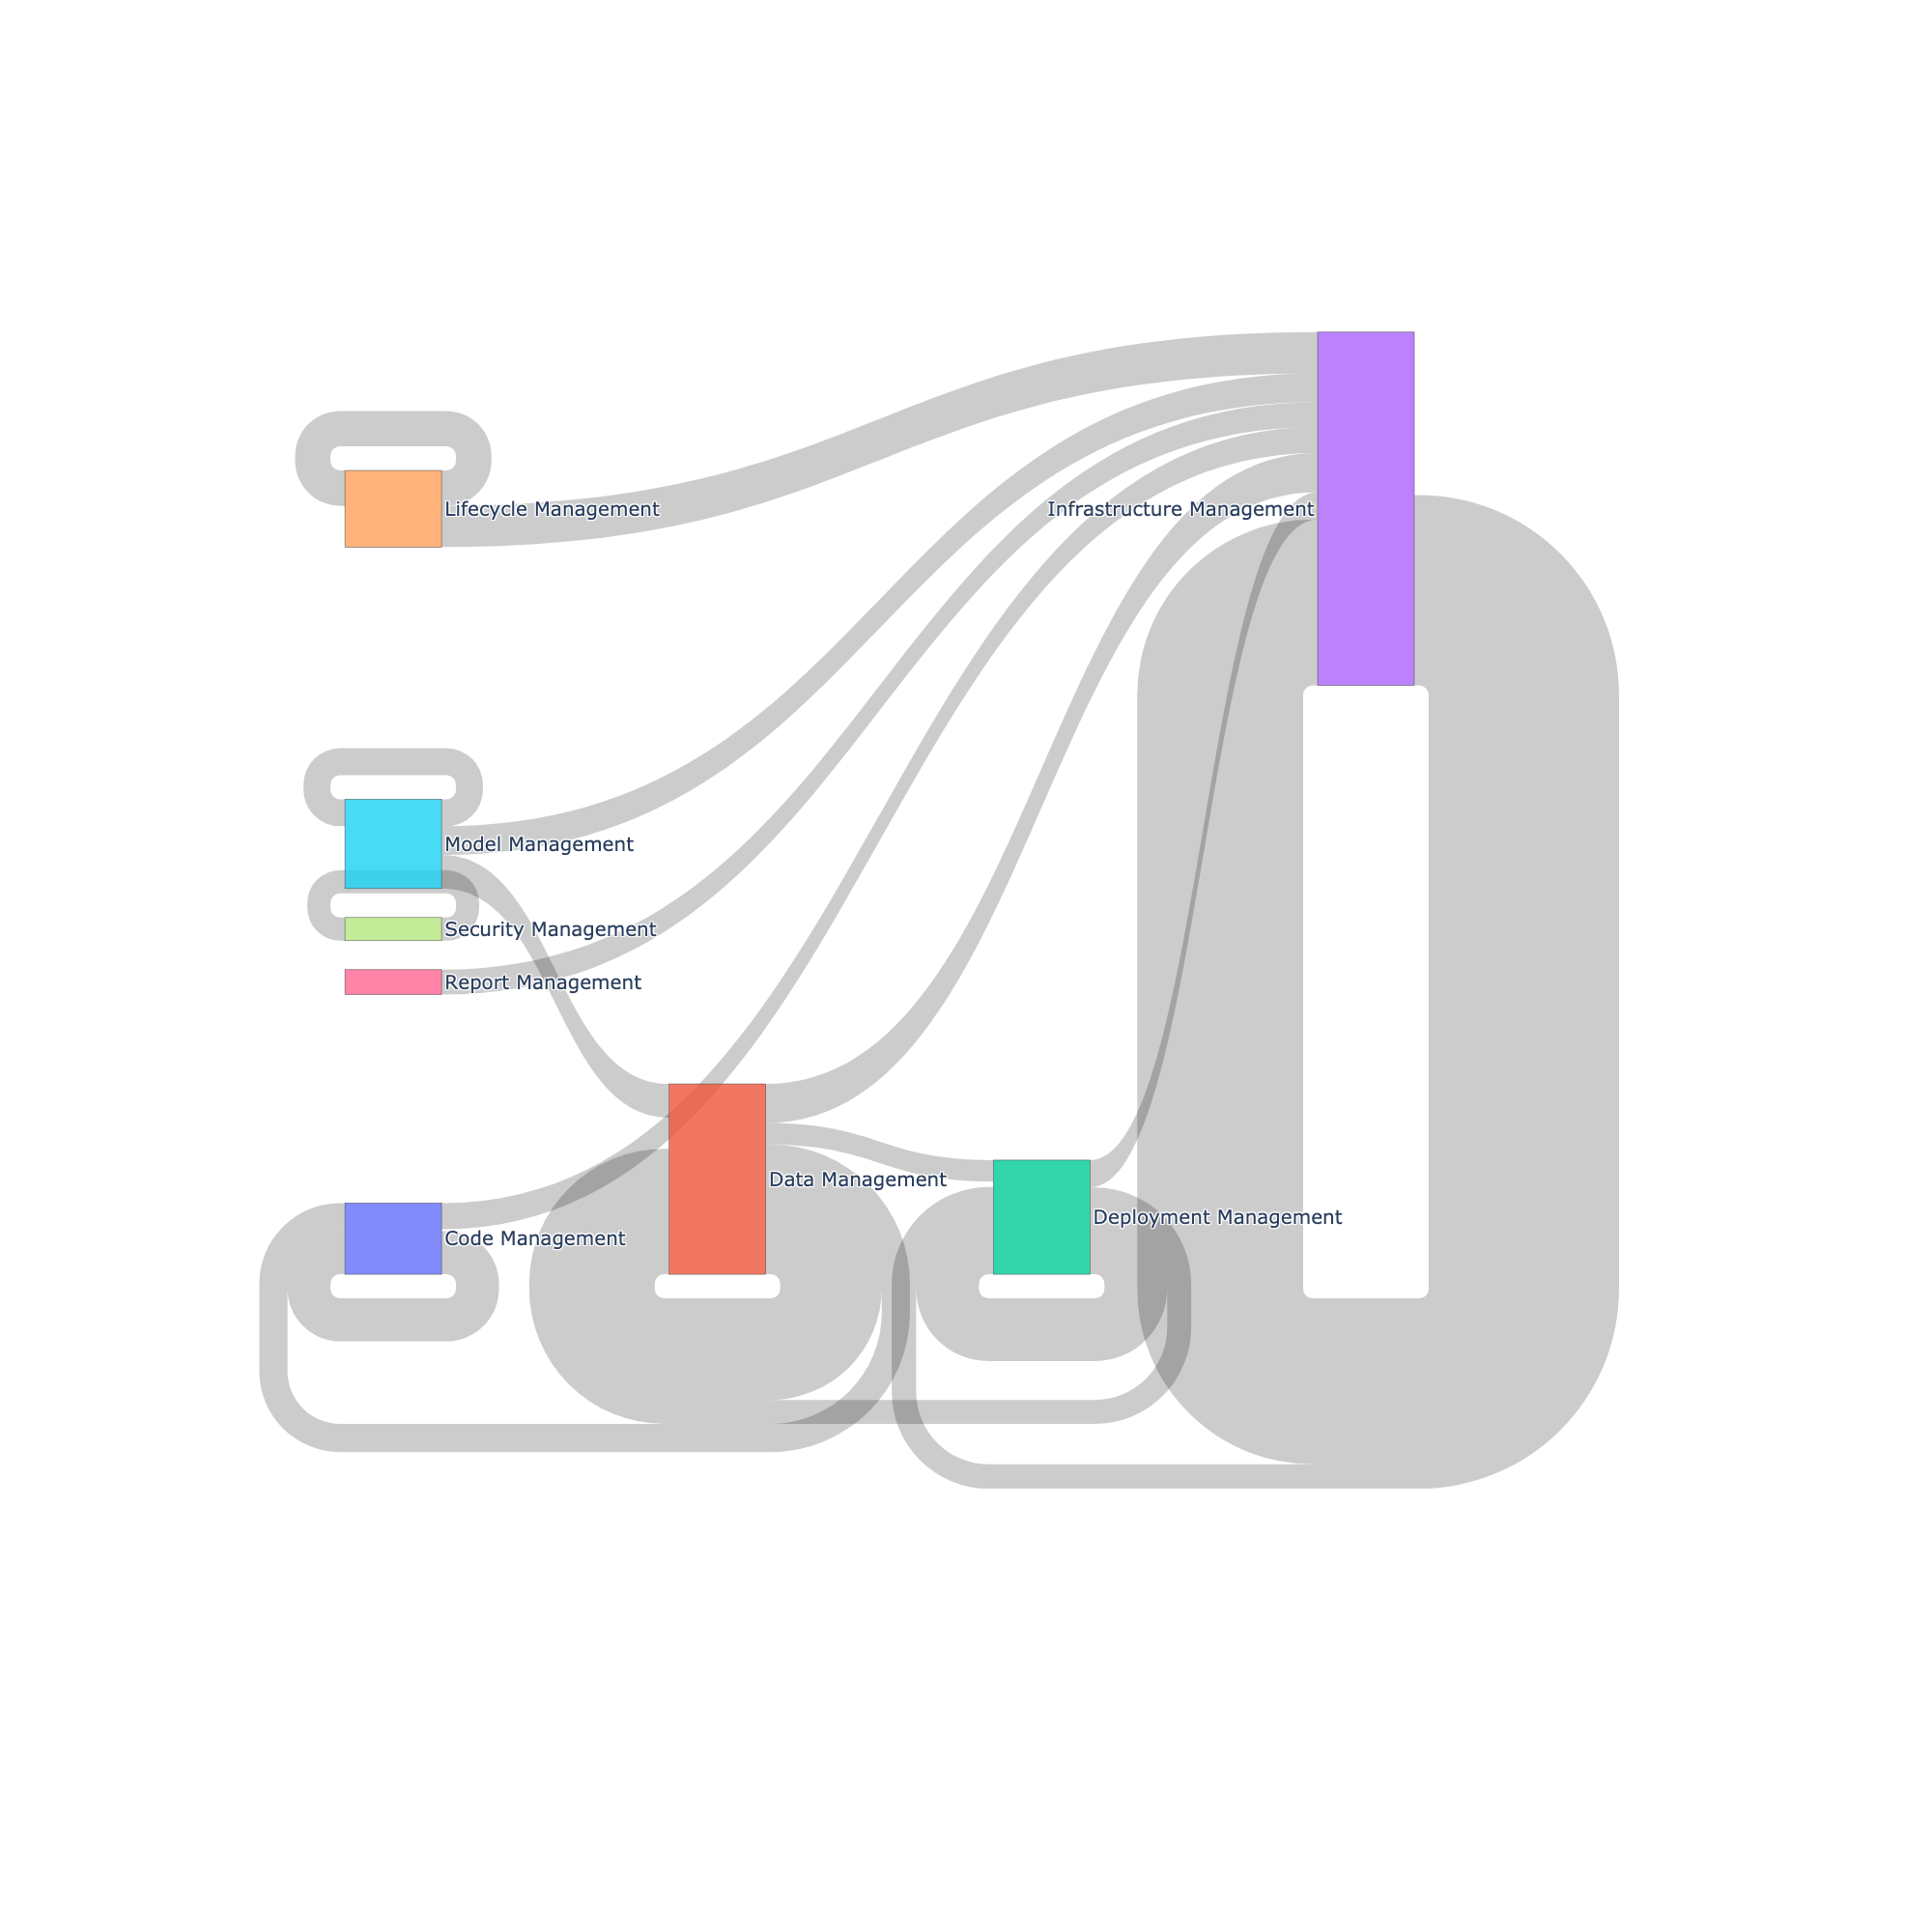 Lifecycle Management
Infrastructure Management
Model Management
Security Management
Report Management
Data Management
Deployment Management
Code Management